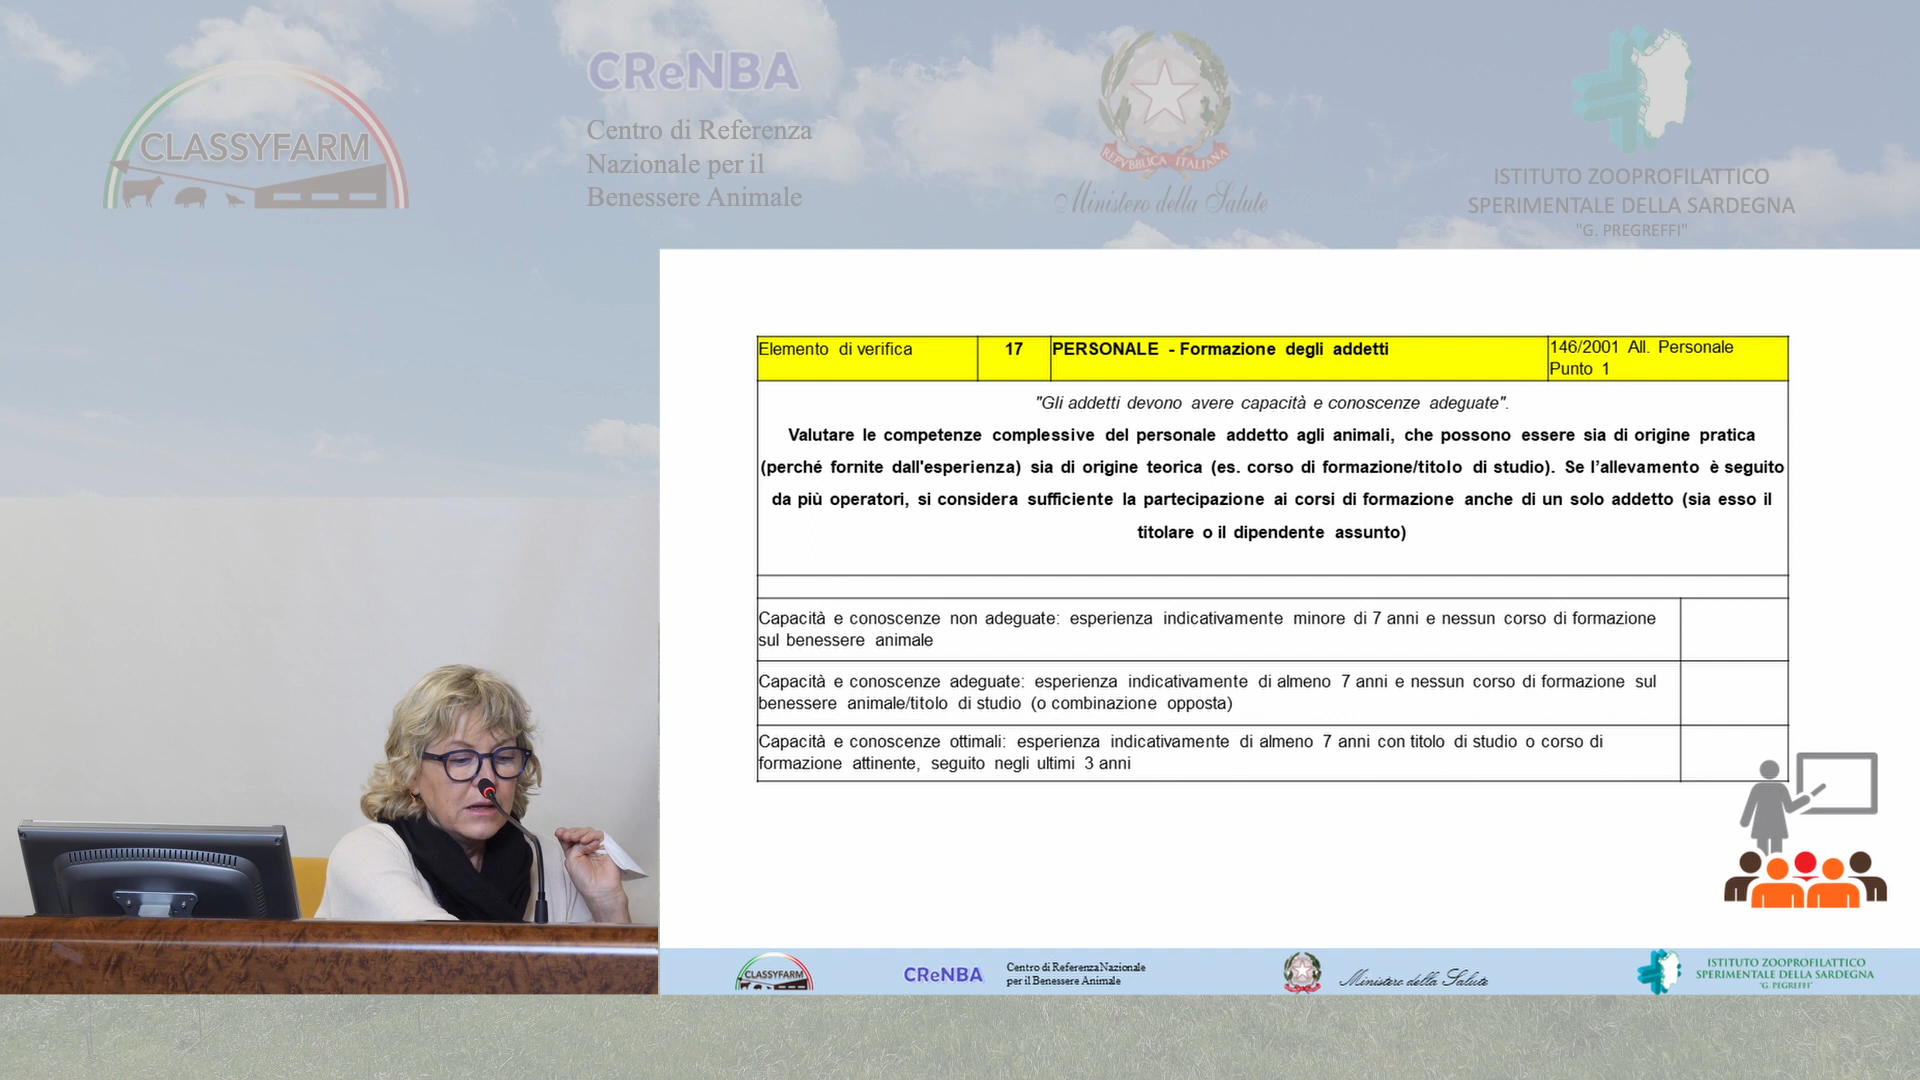 CLASSYFARM
CReNBA
Centro di Referenza
Nazionale per il
Benessere Animale
REPVBBLICA ITALIANA
Ministero della Salute
ISTITUTO ZOOPROFILATTICO
SPERIMENTALE DELLA SARDEGNA
"G. PREGREFFI"
Elemento di verifica
17
PERSONALE - Formazione degli addetti
146/2001 All. Personale
Punto 1
"Gli addetti devono avere capacità e conoscenze adeguate".
Valutare le competenze complessive del personale addetto agli animali, che possono essere sia di origine pratica
(perché fornite dall'esperienza) sia di origine teorica (es. corso di formazione/titolo di studio). Se l'allevamento è seguito
da più operatori, si considera sufficiente la partecipazione ai corsi di formazione anche di un solo addetto (sia esso il
titolare o il dipendente assunto)
Capacità e conoscenze non adeguate: esperienza indicativamente minore di 7 anni e nessun corso di formazione
sul benessere animale
Capacità e conoscenze adeguate: esperienza indicativamente di almeno 7 anni e nessun corso di formazione sul
benessere animale/titolo di studio (o combinazione opposta)
Capacità e conoscenze ottimali: esperienza indicativamente di almeno 7 anni con titolo di studio o corso di
formazione attinente, seguito negli ultimi 3 anni
CLASSYFARM
CReNBA
Centro di Referenza Nazionale
per il Benessere Animale
Ministero della Salute
ISTITUTO ZOOPROFILATTICO
SPERIMENTALE DELLA SARDEGNA
"G. PEGREFFI"